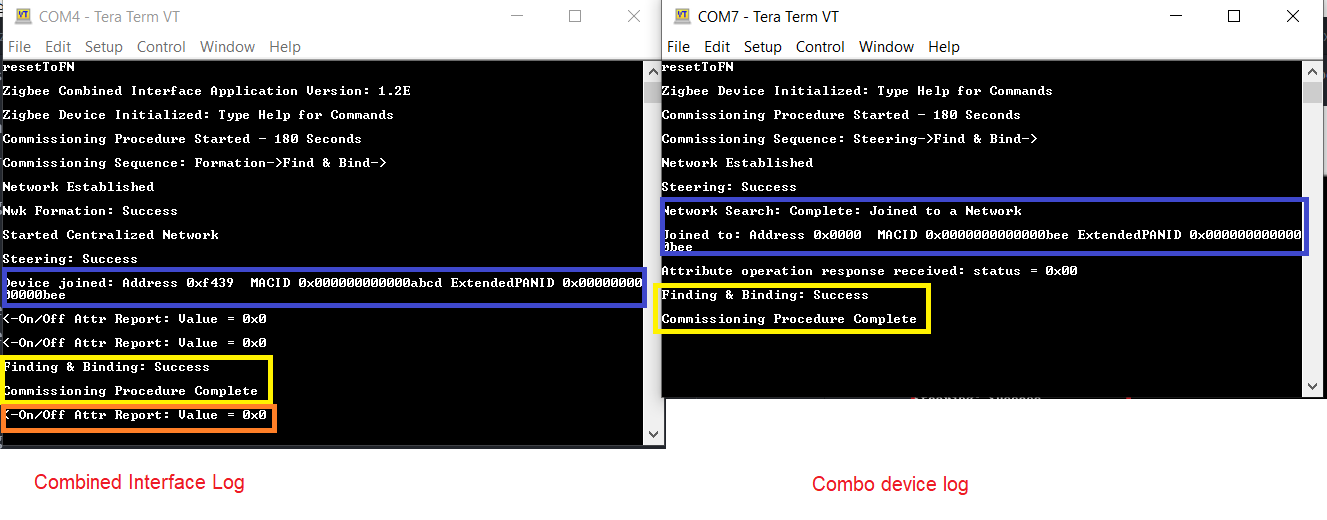 COM4 - Tera Term VT
File Edit Setup Control Window Help
resetToFN
Zigbee Combined Interface Application Version: 1.2E
Zigbee Device Initialized: Type Help for Commands
Commissioning Procedure Started - 180 Seconds
Commissioning Sequence: Formation->Find & Bind->
Network Established
Nwk Formation: Success
Started Centralized Network
Steering: Success
Device joined: Address 0xf439 MACID 0x000000000000abcd ExtendedPANID 0x00000000
00000bee
<-On/Off Attr Report: Value = 0x0
<-On/Off Attr Report: Value = 0x0
Finding & Binding: Success
Commissioning Procedure Complete
<-On/Off Attr Report: Value = 0x0
Combined Interface Log
COM7 - Tera Term VT
File Edit Setup Control Window Help
resetToFN
Zigbee Device Initialized: Type Help for Commands
Commissioning Procedure Started - 180 Seconds
Commissioning Sequence: Steering->Find & Bind->
Network Established
Steering: Success
Network Search: Complete: Joined to a Network
Joined to: Address 0x0000 MACID 0x0000000000000bee ExtendedPANID 0x000000000000
0bee
Attribute operation response received: status = 0x00
Finding & Binding: Success
Commissioning Procedure Complete
Combo device log